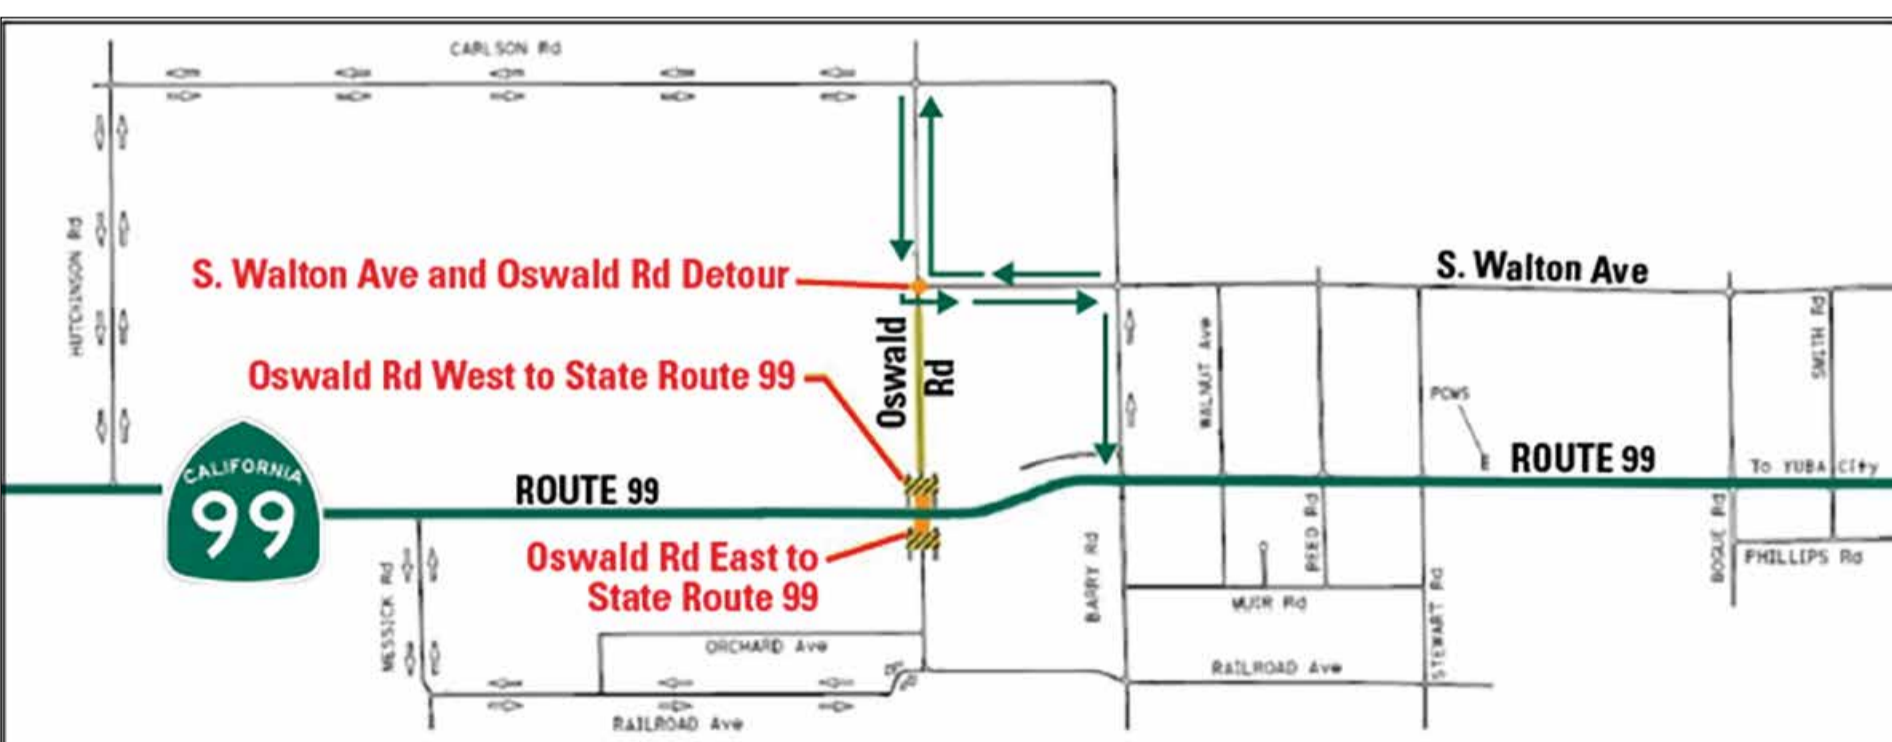 CARLSON Rd
HUTCHINSON Rd
S. Walton Ave and Oswald Rd Detour
S. Walton Ave
Oswald
Rd
WALNUT Ave
SMITH Rd
Oswald Rd West to State Route 99
PCMS
CALIFORNIA
99
ROUTE 99
ROUTE 99
To YUBA City
Oswald Rd East to
State Route 99
MESSICK Rd
BARRY Rd
REED Rd
BOGUE Rd
PHILLIPS Rd
MUIR Rd
STEWART Rd
ORCHARD Ave
RAILROAD Ave
RAILROAD Ave